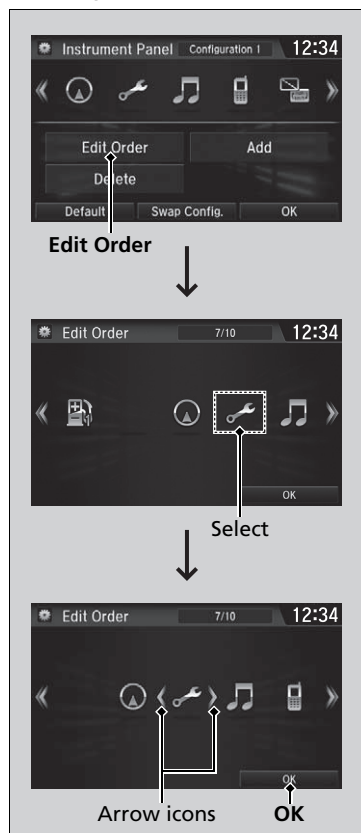 Instrument Panel Configuration 1 12:34
Edit Order Add
Delete
Default Swap Config. OK
Edit Order
Edit Order 7/10 12:34
OK
Select
Edit Order 7/10 12:34
OK
Arrow icons OK